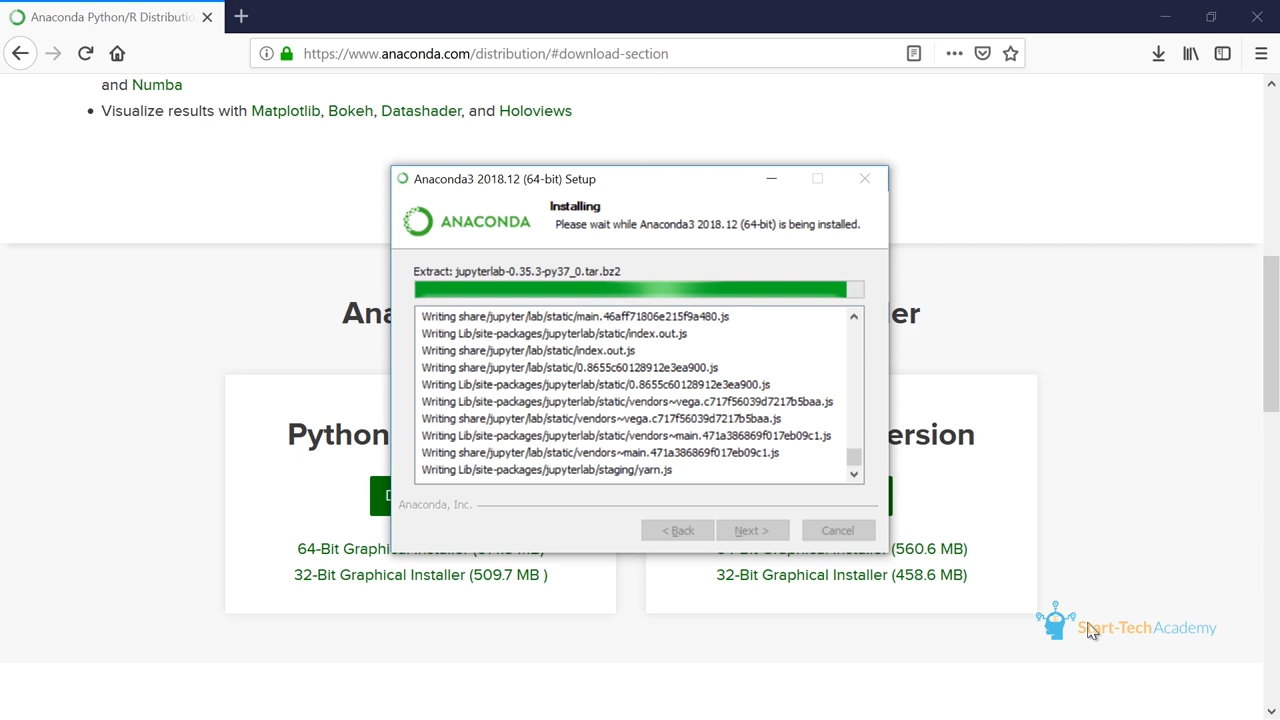 Anaconda Python/R Distributio
https://www.anaconda.com/distribution/#download-section
and Numba
• Visualize results with Matplotlib, Bokeh, Datashader, and Holoviews
Anaconda3 2018.12 (64-bit) Setup
ANACONDA
Installing
Please wait while Anaconda3 2018.12 (64-bit) is being installed.
Extract: jupyterlab-0.35.3-py37_0.tar.bz2
Writing share/jupyter/lab/static/main.46aff71806e215f9a480.js
Writing Lib/site-packages/jupyterlab/static/index.out.js
Writing share/jupyter/lab/static/index.out.js
Writing share/jupyter/lab/static/0.8655c60128912e3ea900.js
Writing Lib/site-packages/jupyterlab/static/0.8655c60128912e3ea900.js
Writing Lib/site-packages/jupyterlab/static/vendors~vega.c717f56039d7217b5baa.js
Writing share/jupyter/lab/static/vendors~vega.c717f56039d7217b5baa.js
Writing Lib/site-packages/jupyterlab/static/vendors~main.471a386869f017eb09c1.js
Writing share/jupyter/lab/static/vendors~main.471a386869f017eb09c1.js
Writing Lib/site-packages/jupyterlab/staging/yarn.js
Anaconda, Inc.
< Back
Next >
Cancel
Ana
er
Python
ersion
D
64-Bit Graphical Installer
(560.6 MB)
32-Bit Graphical Installer (509.7 MB )
32-Bit Graphical Installer (458.6 MB)
Start-TechAcademy